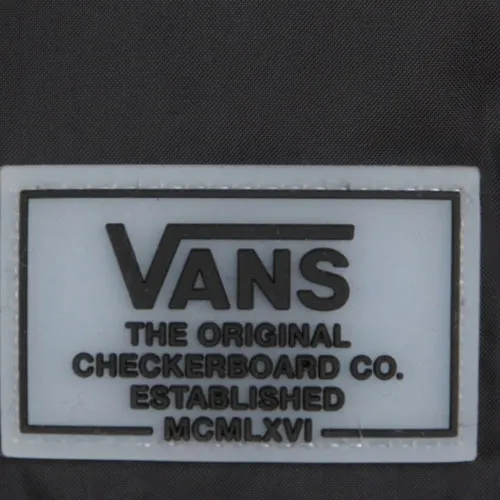 VANS
THE ORIGINAL
CHECKERBOARD CO.
ESTABLISHED
MCMLXVI